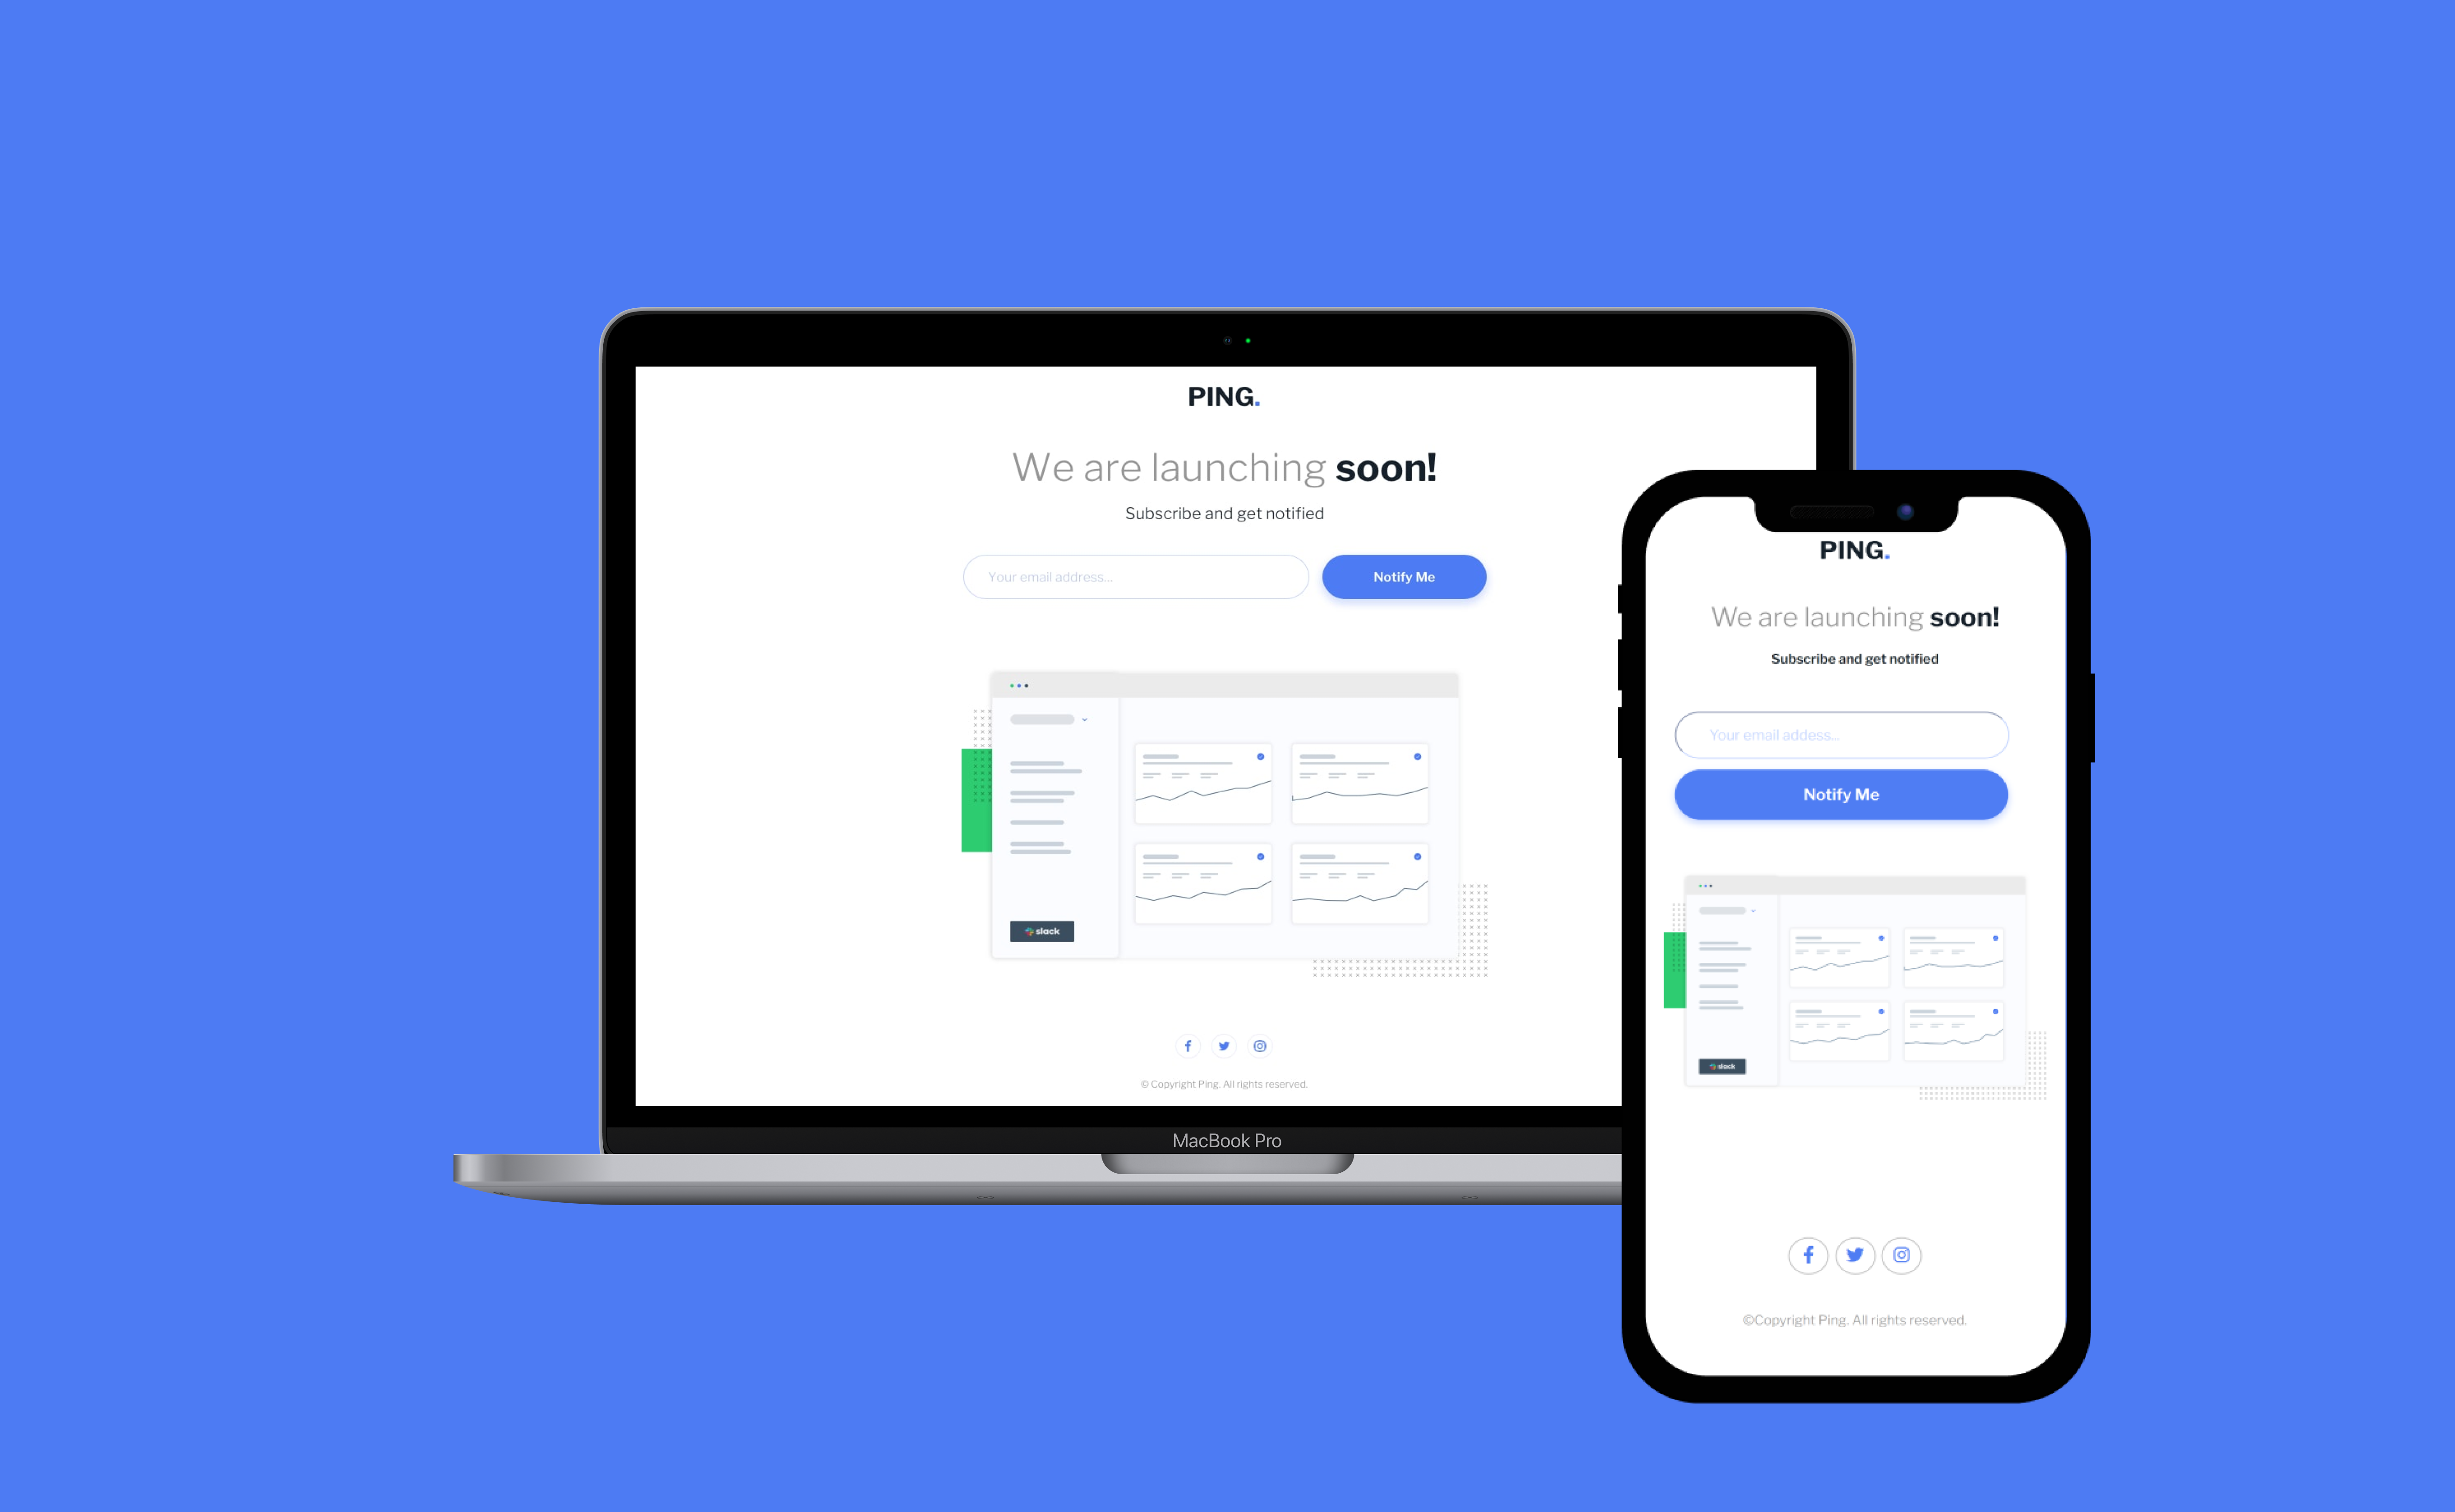 PING.
We are launching soon!
Subscribe and get notified
Your email address...
Notify Me
slack
© Copyright Ping. All rights reserved.
MacBook Pro
PING.
We are launching soon!
Subscribe and get notified
Your email addess...
Notify Me
slack
©Copyright Ping. All rights reserved.